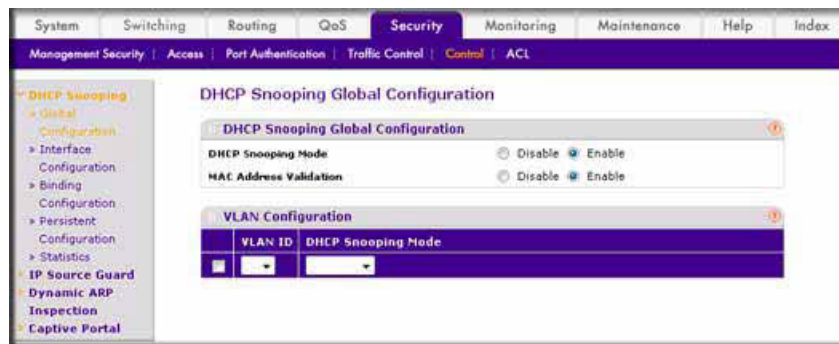 System Switching Routing QoS Security Monitoring Maintenance Help Index
Management Security | Access | Port Authentication | Traffic Control | Control | ACL
DHCP Snooping
» Global
Configuration
» Interface
Configuration
» Binding
Configuration
» Persistent
Configuration
» Statistics
IP Source Guard
Dynamic ARP
Inspection
Captive Portal
DHCP Snooping Global Configuration
DHCP Snooping Global Configuration
DHCP Snooping Mode Disable Enable
MAC Address Validation Disable Enable
VLAN Configuration
VLAN ID DHCP Snooping Mode